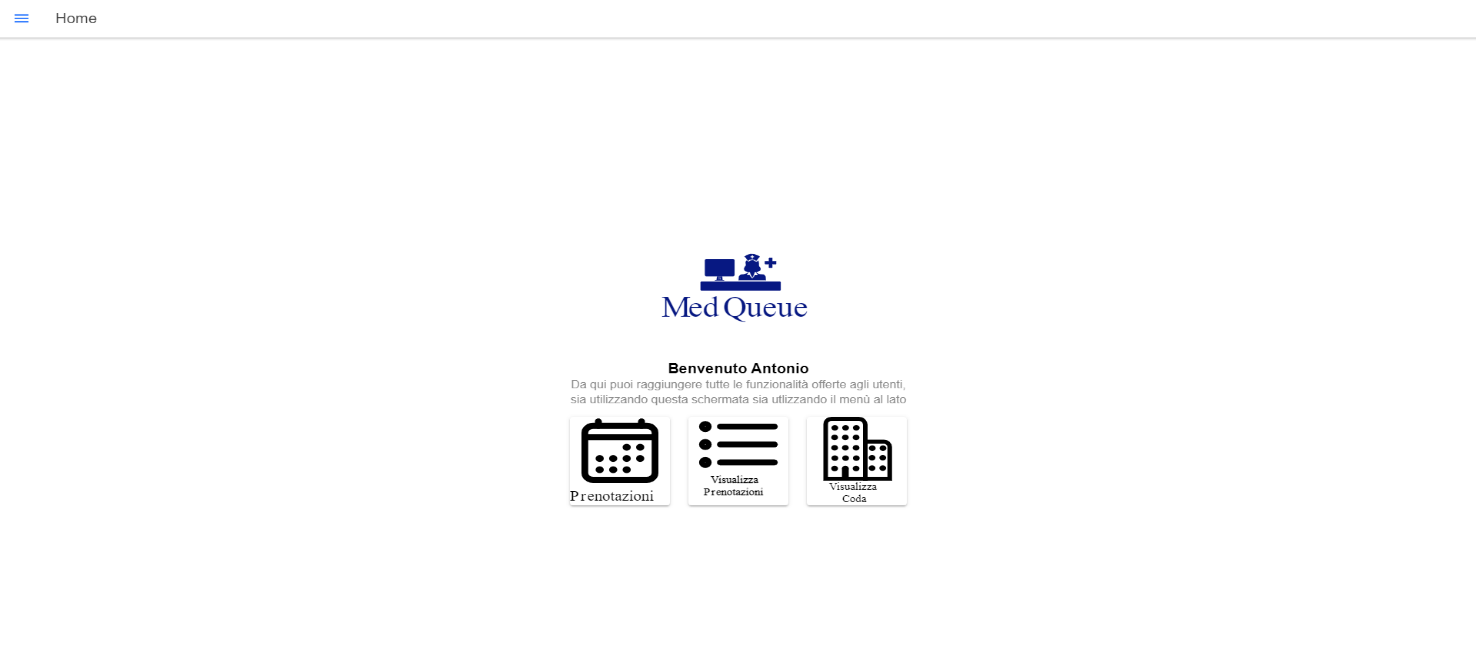 Home
Med Queue
Benvenuto Antonio
Da qui puoi raggiungere tutte le funzionalità offerte agli utenti,
sia utilizzando questa schermata sia utlizzando il menù al lato
Prenotazioni
Visualizza
Prenotazioni
Visualizza
Coda